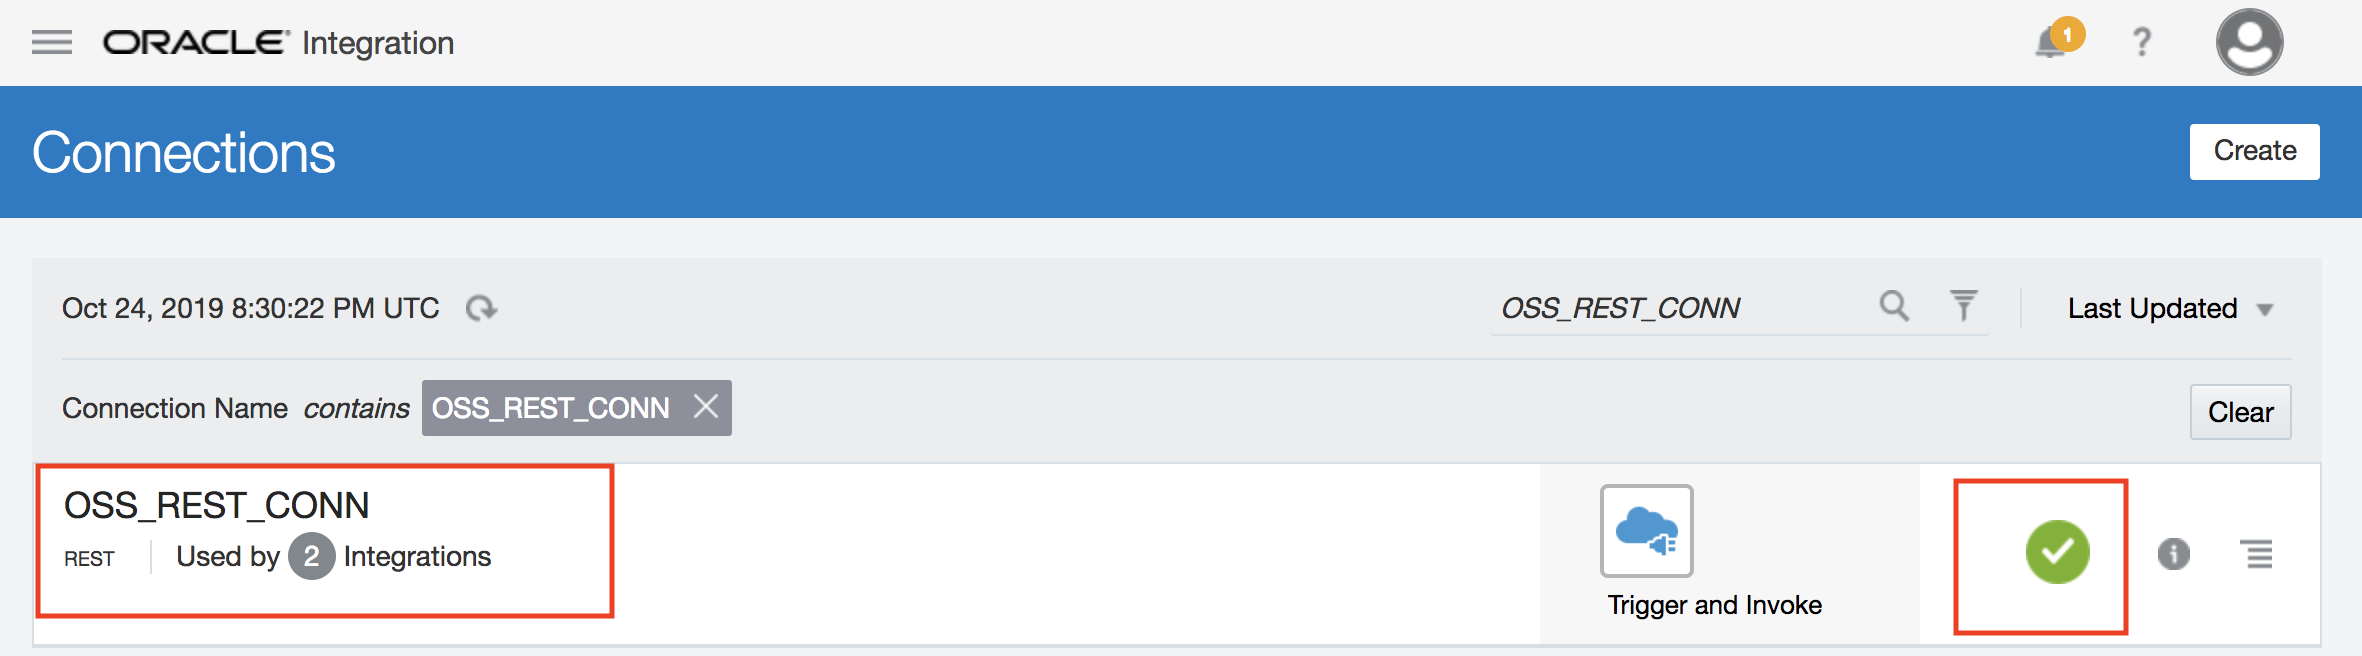 ORACLE® Integration
1
?
Connections
Create
Oct 24, 2019 8:30:22 PM UTC
OSS_REST_CONN
Last Updated
Connection Name contains OSS_REST_CONN
Clear
OSS_REST_CONN
REST
Used by 2 Integrations
Trigger and Invoke